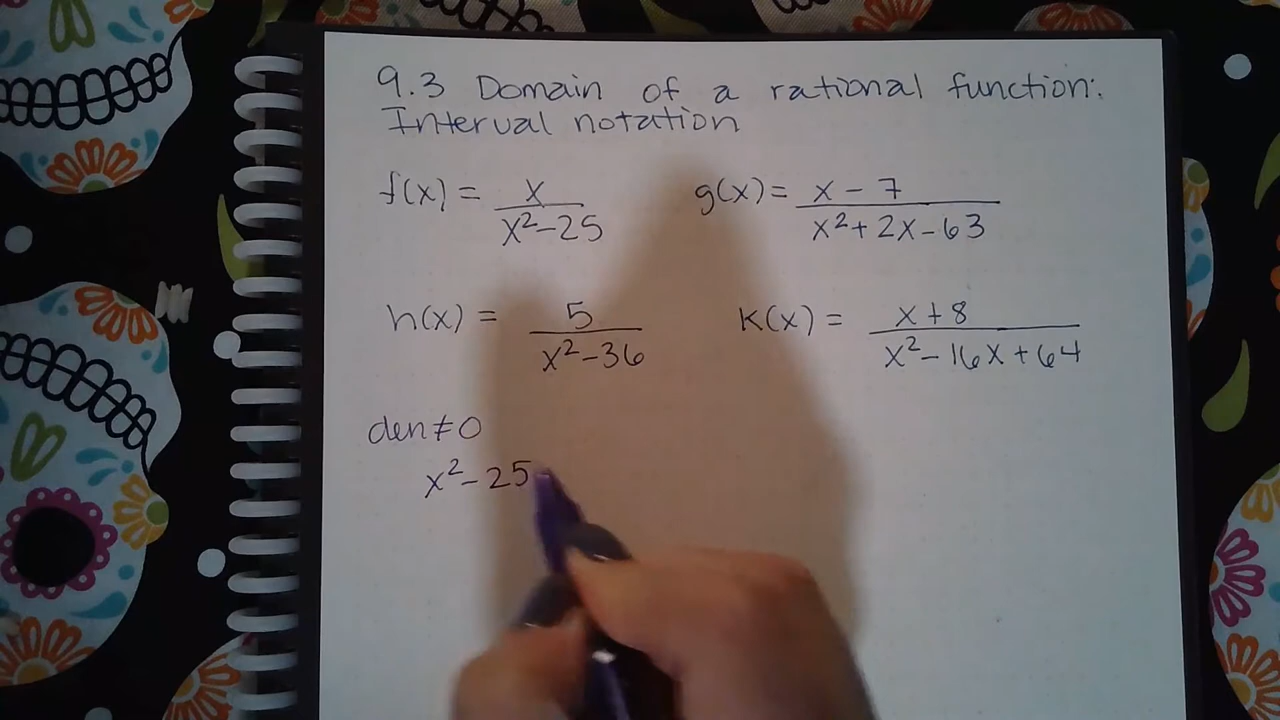 9.3 Domain of a rational function:
Interval notation
f(x) = x / x²-25
g(x) = x - 7 / x²+2x-63
h(x) = 5 / x²-36
k(x) = x+8 / x²-16x+64
den≠0
x²-25